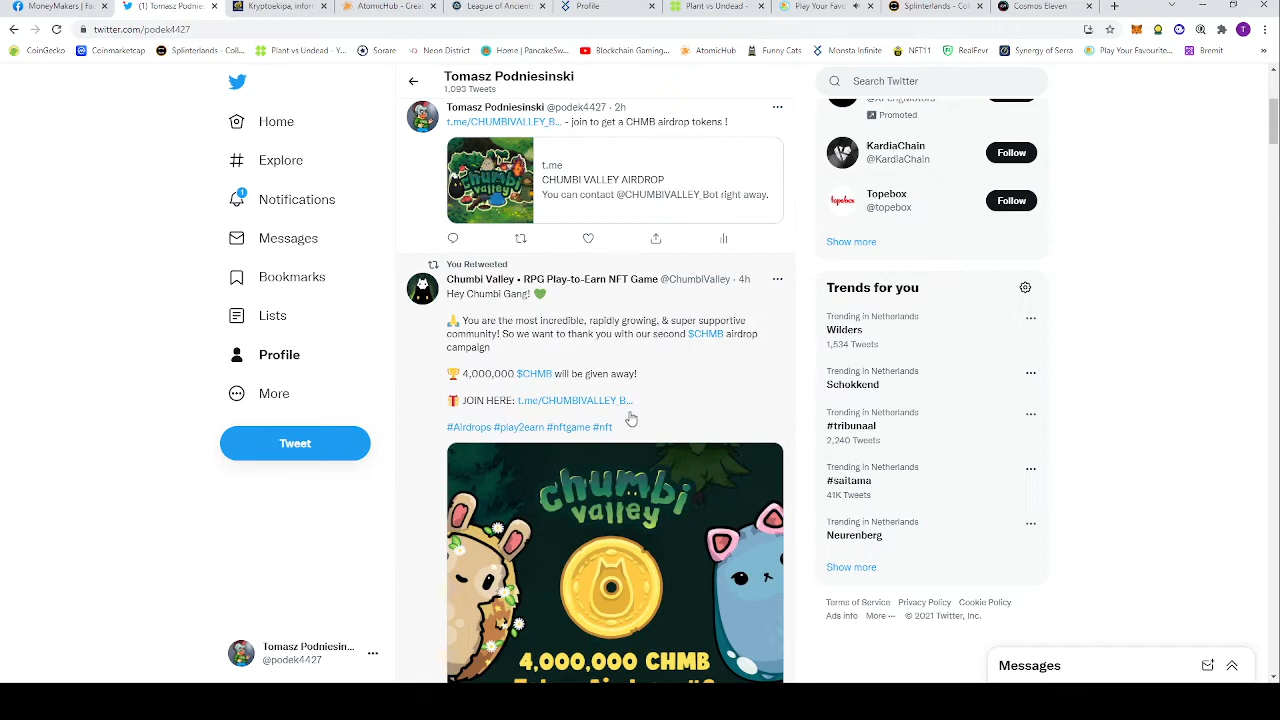 MoneyMakers | Fac
(1) Tomasz Podnies
Kryptoekipa, inform
AtomicHub - Creat
League of Ancients
Profile
Plant vs Undead -
Play Your Favo
Splinterlands - Coll
Cosmos Eleven
twitter.com/podek4427
CoinGecko
Coinmarketcap
Splinterlands - Coll...
Plant vs Undead - Y...
Sorare
Neon District
Home | PancakeSw...
Blockchain Gaming...
AtomicHub
Funny Cats
Monsta Infinite
NFT11
RealFevr
Synergy of Serra
Play Your Favourite...
Bremit
T
Home
Explore
1
Notifications
Messages
Bookmarks
Lists
Profile
More
Tweet
Tomasz Podniesin...
@podek4427
Tomasz Podniesinski
1,093 Tweets
Tomasz Podniesinski @podek4427 · 2h
t.me/CHUMBIVALLEY_B... - join to get a CHMB airdrop tokens !
chumbi
valley
t.me
CHUMBI VALLEY AIRDROP
You can contact @CHUMBIVALLEY_Bot right away.
You Retweeted
Chumbi Valley • RPG Play-to-Earn NFT Game @ChumbiValley · 4h
Hey Chumbi Gang! 💚
🙏 You are the most incredible, rapidly growing, & super supportive
community! So we want to thank you with our second $CHMB airdrop
campaign
🏆 4,000,000 $CHMB will be given away!
🎁 JOIN HERE: t.me/CHUMBIVALLEY_B...
#Airdrops #play2earn #nftgame #nft
chumbi
valley
4,000,000 CHMB
Search Twitter
Promoted
KardiaChain
@KardiaChain
Follow
Topebox
@topebox
Follow
topebox
Show more
Trends for you
Trending in Netherlands
Wilders
1,534 Tweets
Trending in Netherlands
Schokkend
Trending in Netherlands
#tribunaal
2,240 Tweets
Trending in Netherlands
#saitama
41K Tweets
Trending in Netherlands
Neurenberg
Show more
Terms of Service Privacy Policy Cookie Policy
Ads info More ··· © 2021 Twitter, Inc.
Messages